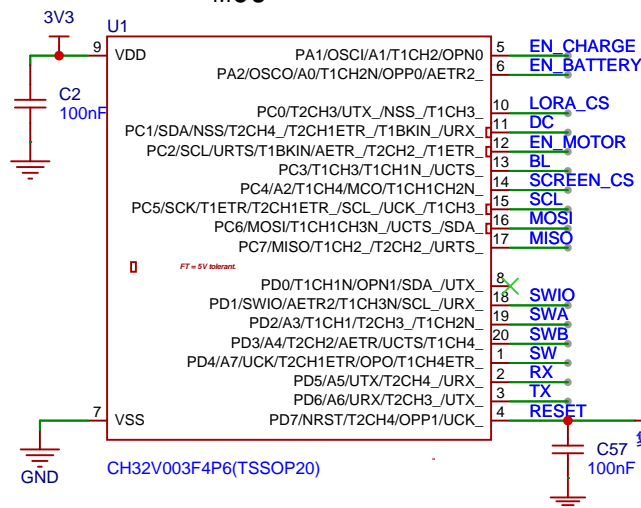 U1
3V3
9 VDD
C2
100nF
PA1/OSCI/A1/T1CH2/OPN0 5 EN_CHARGE
PA2/OSCO/A0/T1CH2N/OPP0/AETR2_ 6 EN_BATTERY
PC0/T2CH3/UTX_/NSS_/T1CH3_ 10 LORA_CS
PC1/SDA/NSS/T2CH4_/T2CH1ETR_/T1BKIN_/URX_ 11 DC
PC2/SCL/URTS/T1BKIN/AETR_/T2CH2_/T1ETR_ 12 EN_MOTOR
PC3/T1CH3/T1CH1N_/UCTS_ 13 BL
PC4/A2/T1CH4/MCO/T1CH1CH2N_ 14 SCREEN_CS
PC5/SCK/T1ETR/T2CH1ETR_/SCL_/UCK_/T1CH3_ 15 SCL
PC6/MOSI/T1CH1CH3N_/UCTS_/SDA_ 16 MOSI
PC7/MISO/T1CH2_/T2CH2_/URTS_ 17 MISO
FT = 5V tolerant.
PD0/T1CH1N/OPN1/SDA_/UTX_ 8
PD1/SWIO/AETR2/T1CH3N/SCL_/URX_ 18 SWIO
PD2/A3/T1CH1/T2CH3_/T1CH2N_ 19 SWA
PD3/A4/T2CH2/AETR/UCTS/T1CH4_ 20 SWB
PD4/A7/UCK/T2CH1ETR/OPO/T1CH4ETR_ 1 SW
PD5/A5/UTX/T2CH4_/URX_ 2 RX
PD6/A6/URX/T2CH3_/UTX_ 3 TX
7 VSS
PD7/NRST/T2CH4/OPP1/UCK_ 4 RESET
GND
CH32V003F4P6(TSSOP20)
C57
100nF